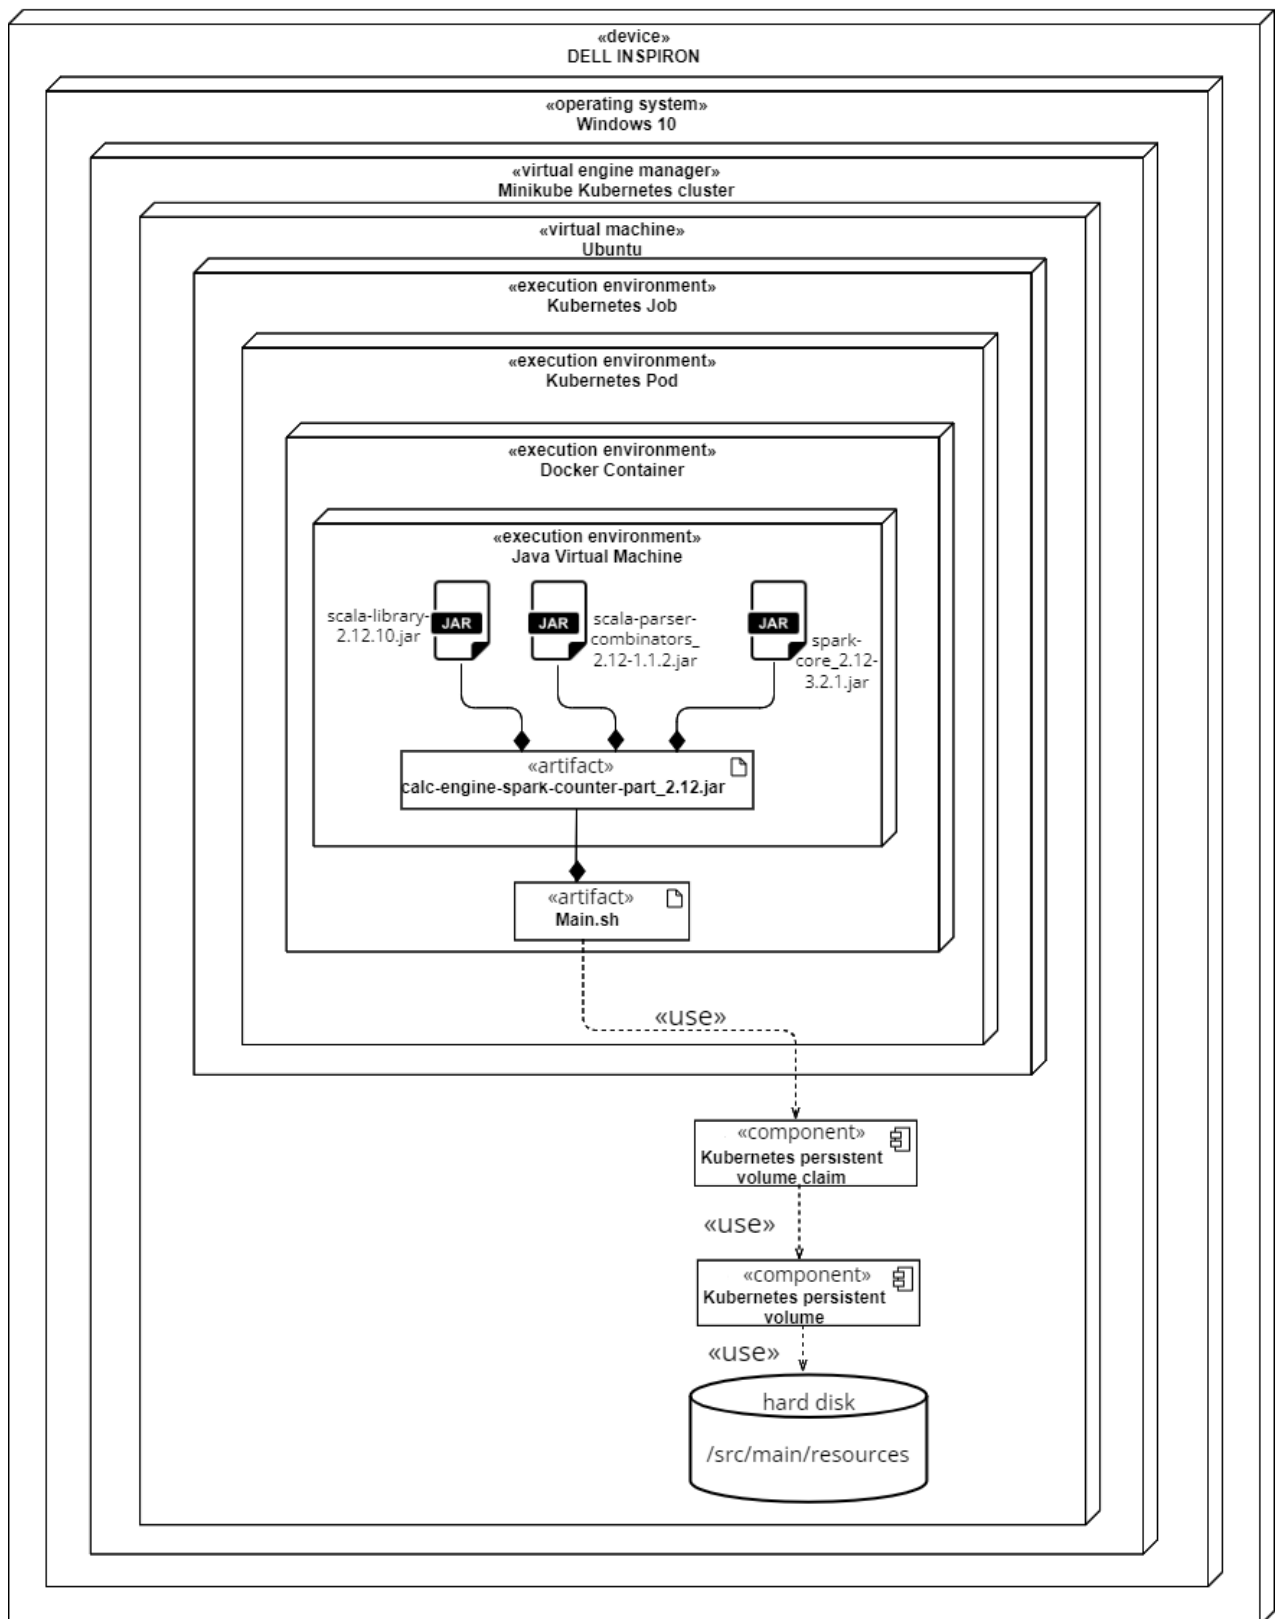 «device»
DELL INSPIRON
«operating system»
Windows 10
«virtual engine manager»
Minikube Kubernetes cluster
«virtual machine»
Ubuntu
«execution environment»
Kubernetes Job
«execution environment»
Kubernetes Pod
«execution environment»
Docker Container
«execution environment»
Java Virtual Machine
scala-library-
2.12.10.jar
JAR
JAR
scala-parser-
combinators_
2.12-1.1.2.jar
JAR
spark-
core_2.12-
3.2.1.jar
«artifact»
calc-engine-spark-counter-part_2.12.jar
«artifact»
Main.sh
«use»
«component»
Kubernetes persistent
volume claim
«use»
«component»
Kubernetes persistent
volume
«use»
hard disk
/src/main/resources